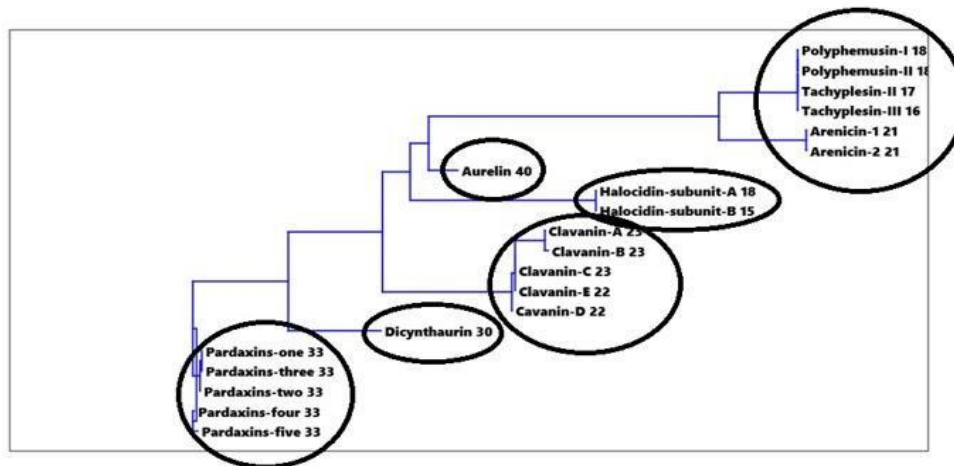 Polyphemusin-I 18
Polyphemusin-II 18
Tachyplesin-II 17
Tachyplesin-III 16
Arenicin-1 21
Arenicin-2 21
Aurelin 40
Halocidin-subunit-A 18
Halocidin-subunit-B 15
Clavanin-A 23
Clavanin-B 23
Clavanin-C 23
Clavanin-E 22
Cavanin-D 22
Dicynthaurin 30
Pardaxins-one 33
Pardaxins-three 33
Pardaxins-two 33
Pardaxins-four 33
Pardaxins-five 33